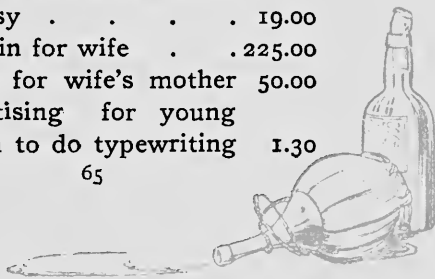 sy . . . . 19.00
in for wife . . 225.00
for wife's mother 50.00
tising for young
to do typewriting 1.30
65